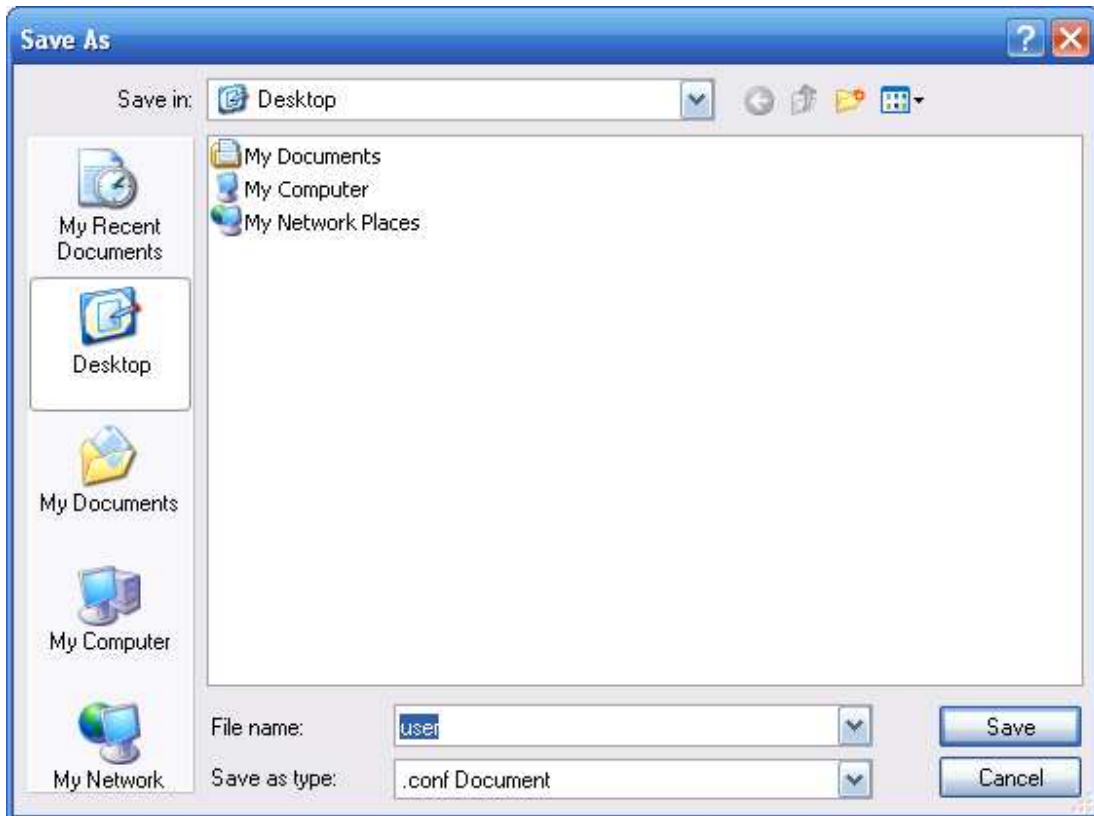 Save As
Save in:
Desktop
My Recent
Documents
Desktop
My Documents
My Computer
My Network
My Documents
My Computer
My Network Places
File name:
user
Save
Save as type:
.conf Document
Cancel